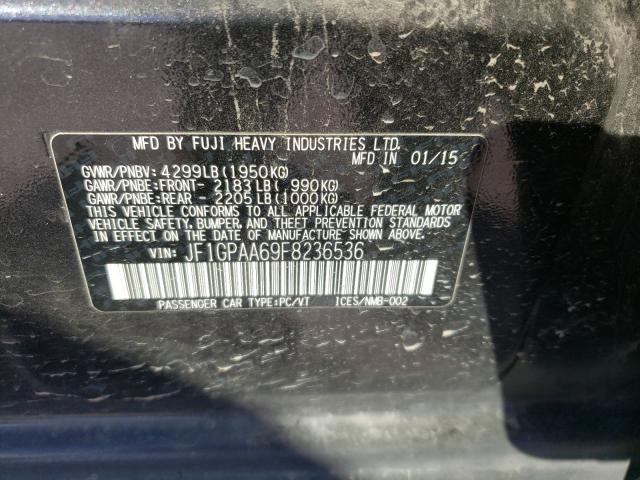 MFD BY FUJI HEAVY INDUSTRIES LTD.
MFD IN 01/15
GVWR/PNBV: 4299LB(1950KG)
GAWR/PNBE:FRONT- 2183LB( 990KG)
GAWR/PNBE:REAR - 2205LB(1000KG)
THIS VEHICLE CONFORMS TO ALL APPLICABLE FEDERAL MOTOR
VEHICLE SAFETY, BUMPER, AND THEFT PREVENTION STANDARDS
IN EFFECT ON THE DATE OF MANUFACTURE SHOWN ABOVE.
VIN: JF1GPAA69F8236536
PASSENGER CAR TYPE:PC/VT ICES/NMB-002